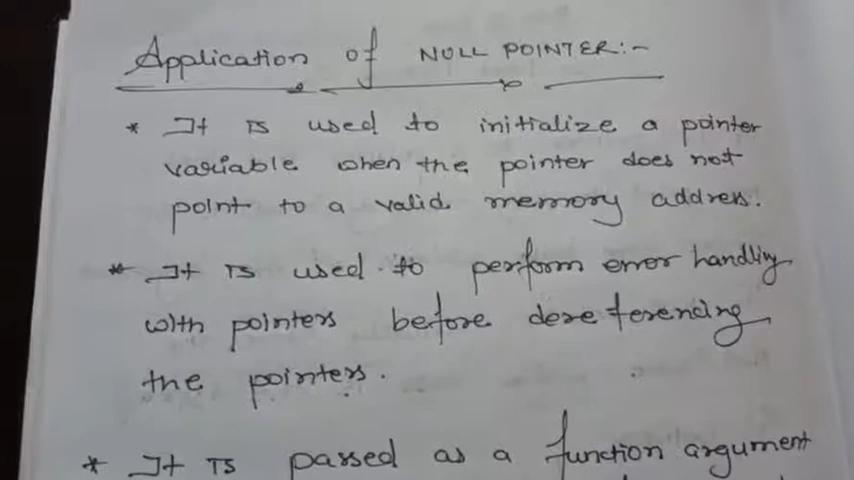 Application of NULL POINTER:-
* It is used to initialize a pointer
variable when the pointer does not
point to a valid memory address.
* It is used to perform error handling
with pointers before dereferencing
the pointers.
* It is passed as a function argument